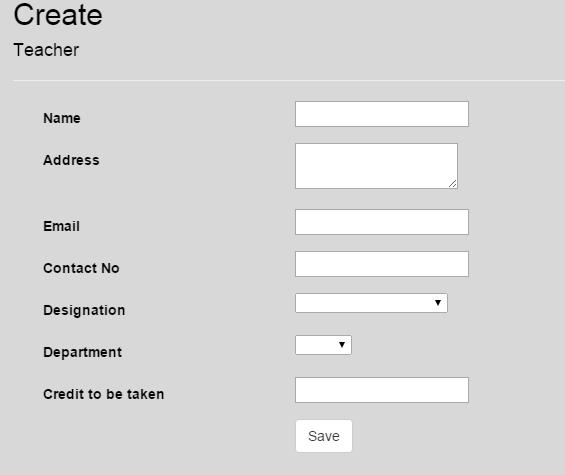 Create
Teacher
Name
Address
Email
Contact No
Designation
Department
Credit to be taken
Save